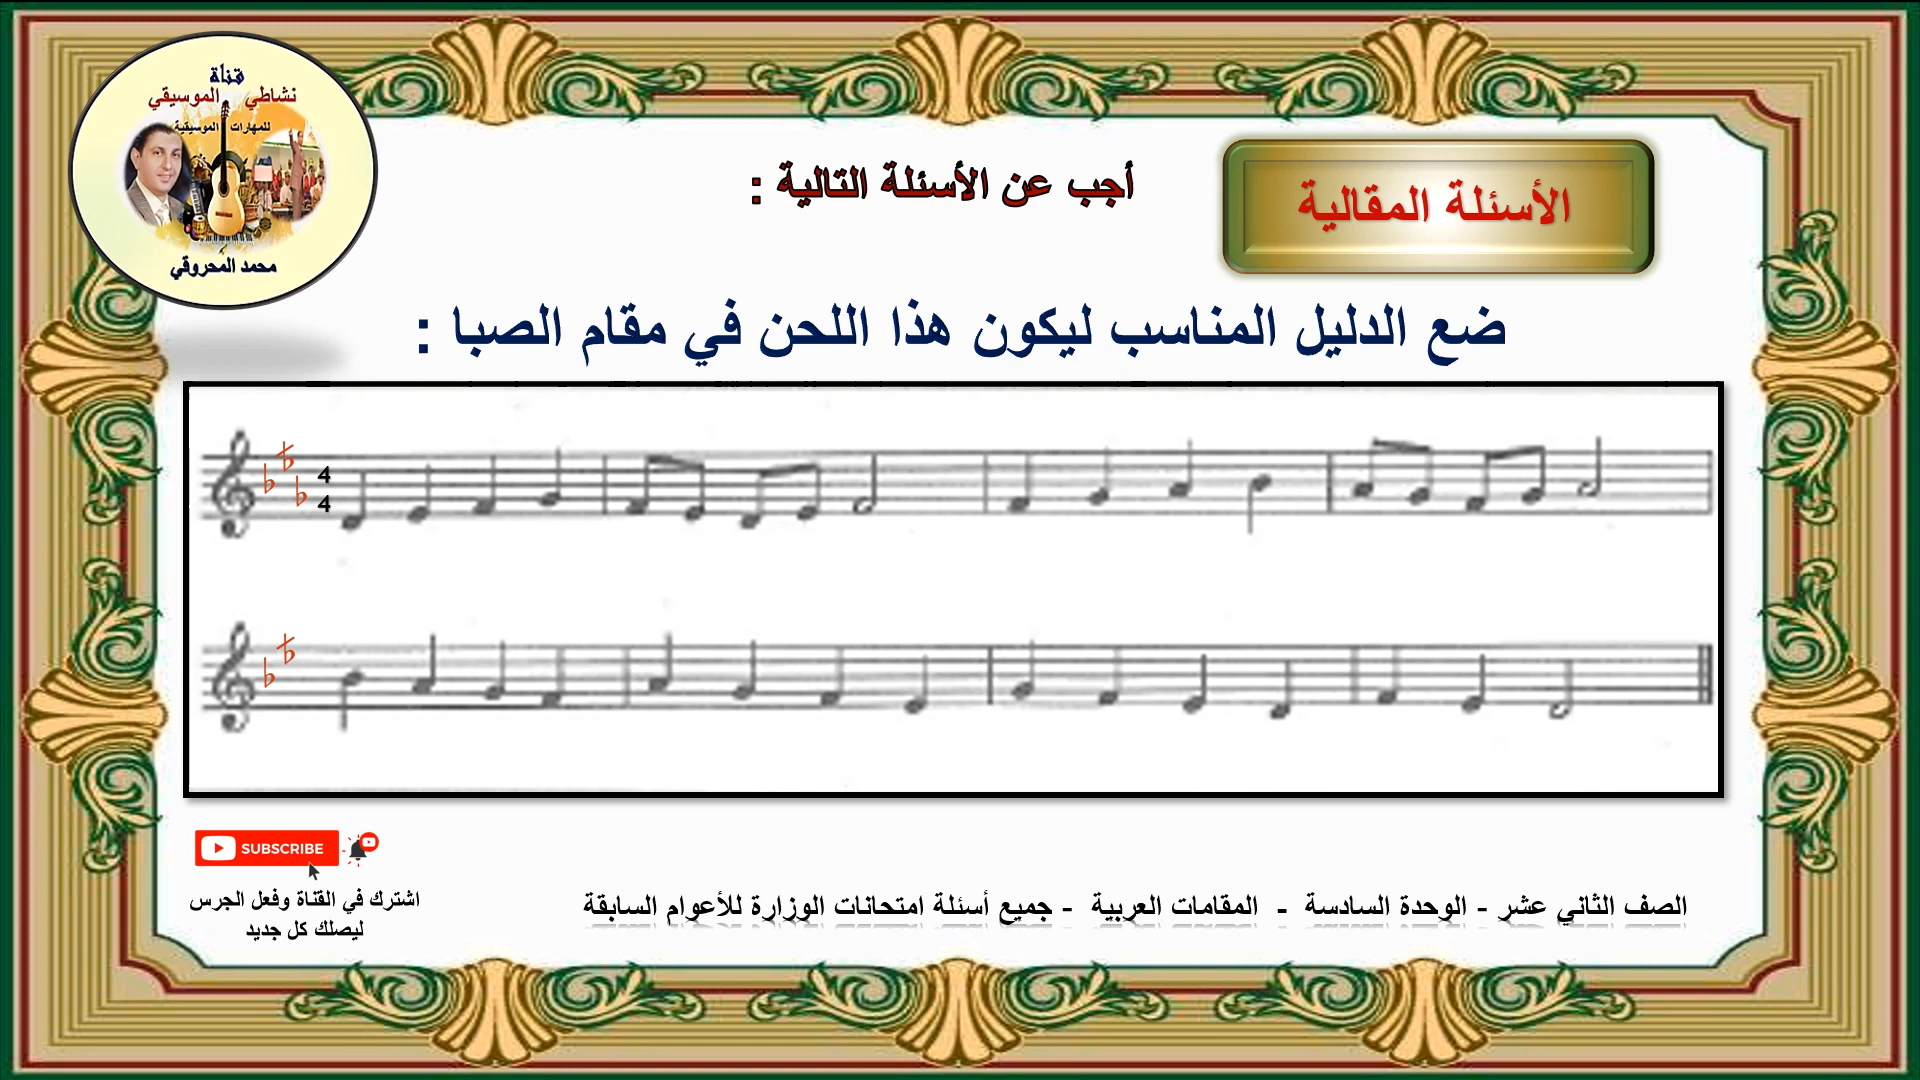 قناة
نشاطي الموسيقي
للمهارات الموسيقية
محمد المحروقي
الأسئلة المقالية
أجب عن الأسئلة التالية :
ضع الدليل المناسب ليكون هذا اللحن في مقام الصبا :
4
4
SUBSCRIBE
اشترك في القناة وفعل الجرس
ليصلك كل جديد
الصف الثاني عشر - الوحدة السادسة - المقامات العربية - جميع أسئلة امتحانات الوزارة للأعوام السابقة